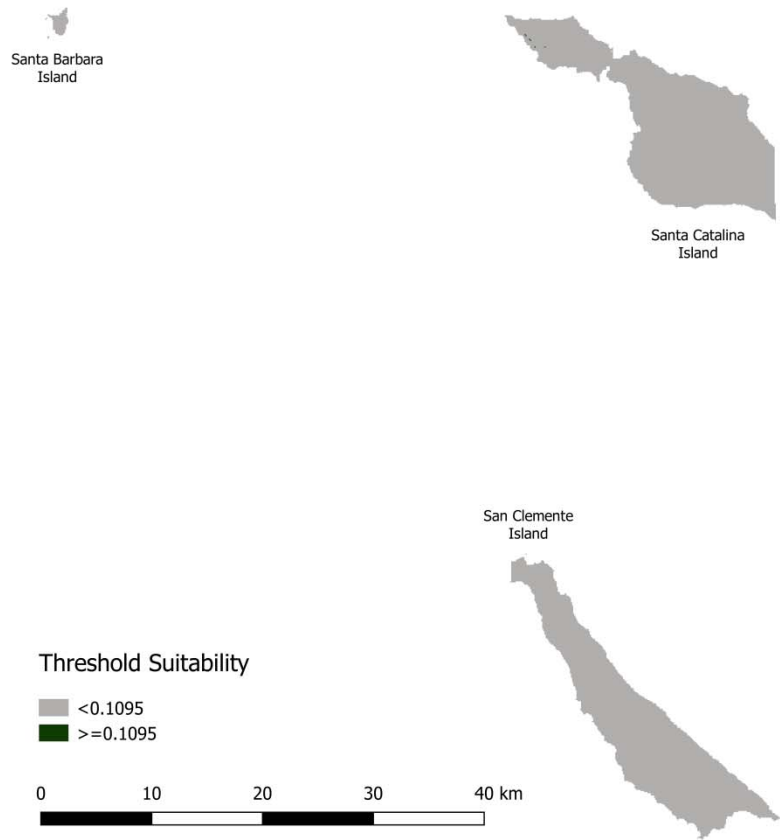 Santa Barbara
Island
Santa Catalina
Island
San Clemente
Island
Threshold Suitability
<0.1095
>=0.1095
0 10 20 30 40 km